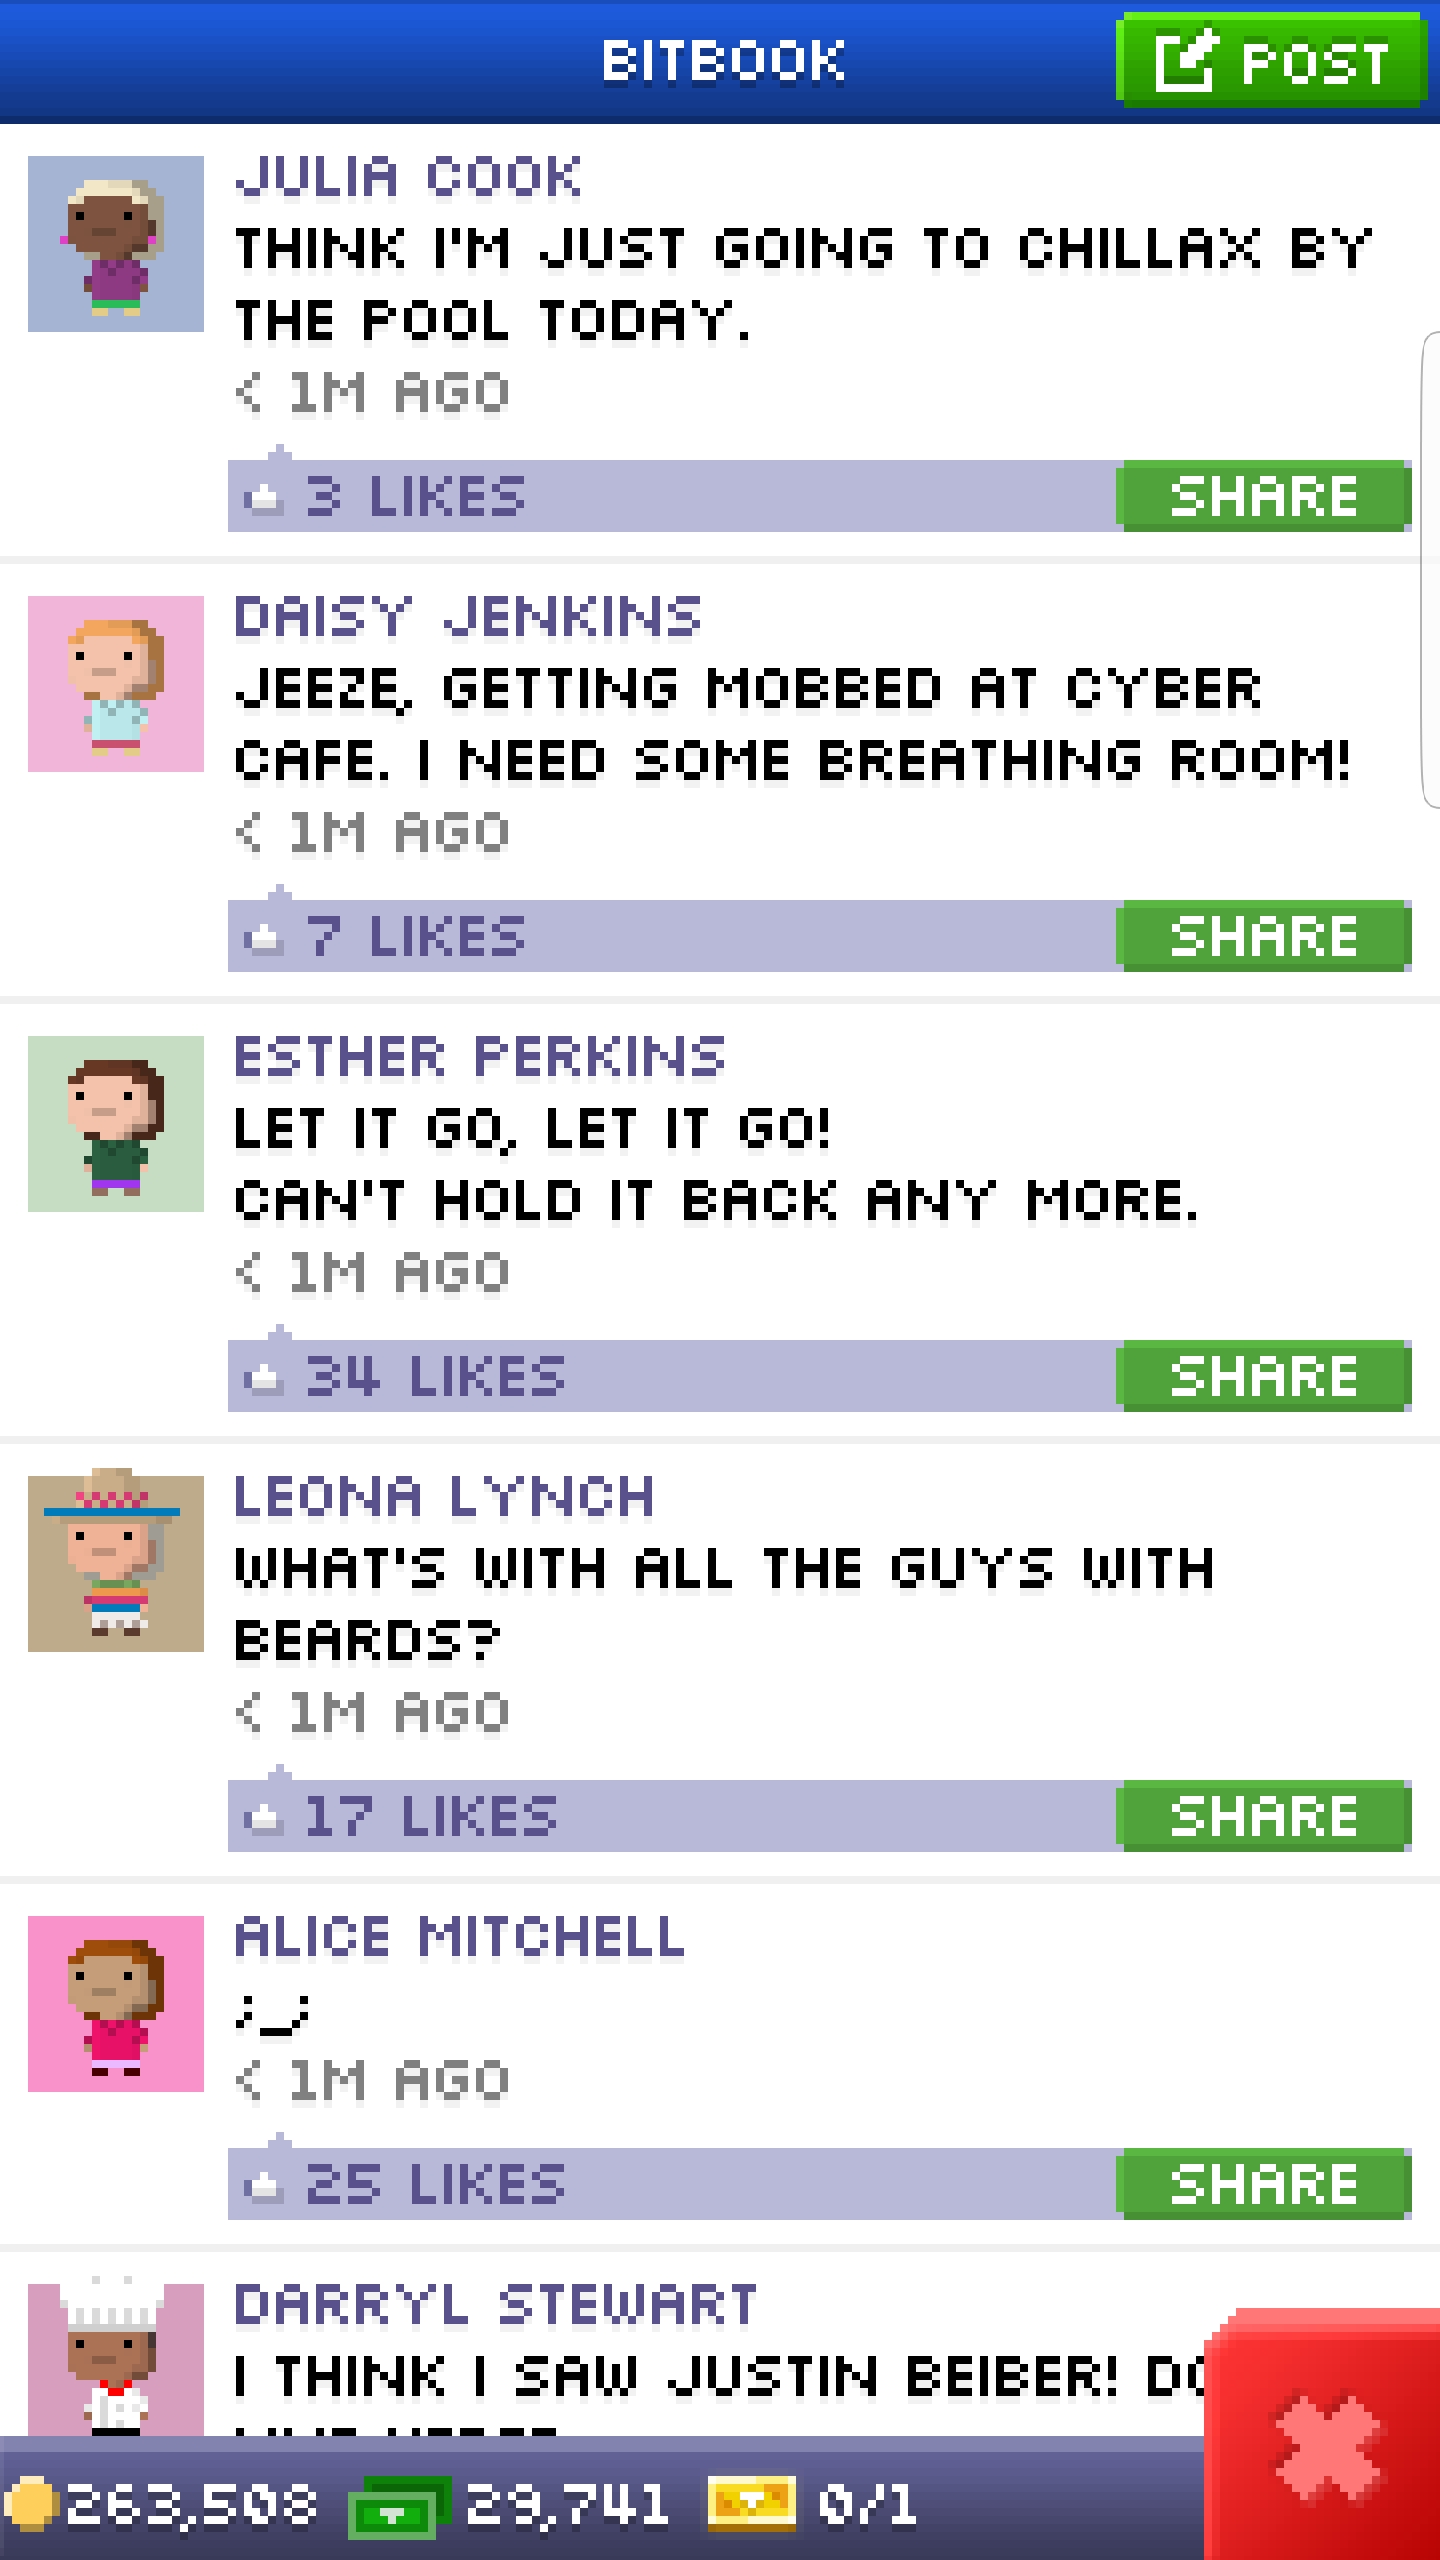 BITBOOK
POST
JULIA COOK
THINK I'M JUST GOING TO CHILLAX BY
THE POOL TODAY.
< 1M AGO
3 LIKES
SHARE
DAISY JENKINS
JEEZE, GETTING MOBBED AT CYBER
CAFE. I NEED SOME BREATHING ROOM!
< 1M AGO
7 LIKES
SHARE
ESTHER PERKINS
LET IT GO, LET IT GO!
CAN'T HOLD IT BACK ANY MORE.
< 1M AGO
34 LIKES
SHARE
LEONA LYNCH
WHAT'S WITH ALL THE GUYS WITH
BEARDS?
< 1M AGO
17 LIKES
SHARE
ALICE MITCHELL
;_;
< 1M AGO
25 LIKES
SHARE
DARRYL STEWART
I THINK I SAW JUSTIN BEIBER!
263,508 29,741 0/1